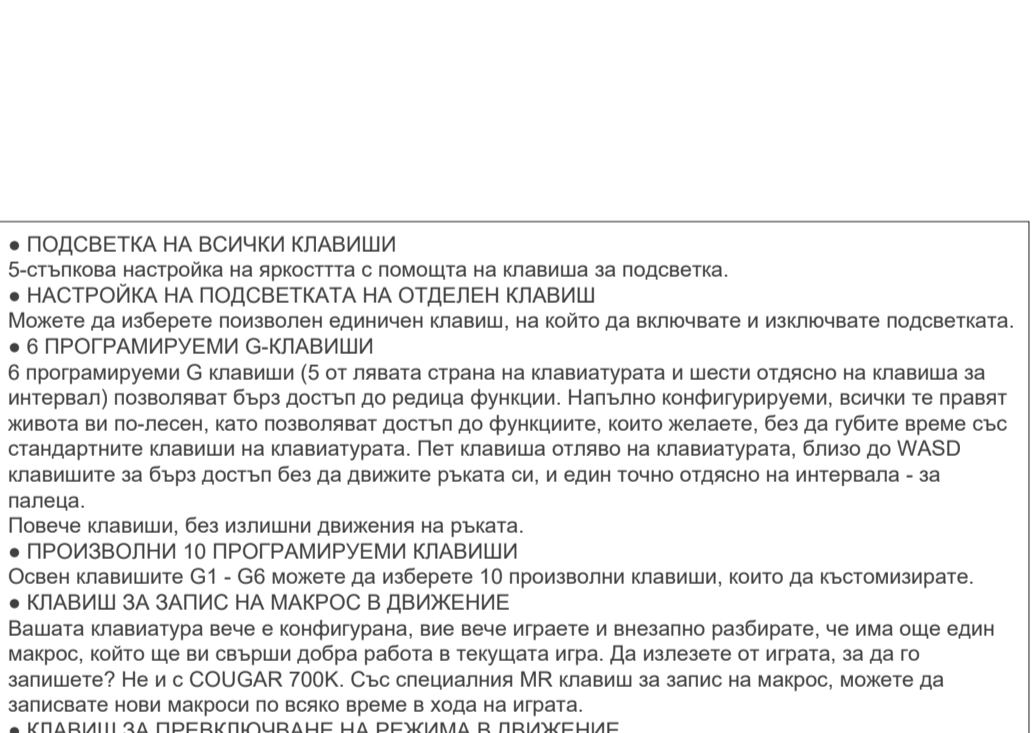 ● ПОДСВЕТКА НА ВСИЧКИ КЛАВИШИ
5-стъпкова настройка на яркосттта с помощта на клавиша за подсветка.
● НАСТРОЙКА НА ПОДСВЕТКАТА НА ОТДЕЛЕН КЛАВИШ
Можете да изберете поизволен единичен клавиш, на който да включвате и изключвате подсветката.
● 6 ПРОГРАМИРУЕМИ G-КЛАВИШИ
6 програмируеми G клавиши (5 от лявата страна на клавиатурата и шести отдясно на клавиша за
интервал) позволяват бърз достъп до редица функции. Напълно конфигурируеми, всички те правят
живота ви по-лесен, като позволяват достъп до функциите, които желаете, без да губите време със
стандартните клавиши на клавиатурата. Пет клавиша отляво на клавиатурата, близо до WASD
клавишите за бърз достъп без да движите ръката си, и един точно отдясно на интервала - за
палеца.
Повече клавиши, без излишни движения на ръката.
● ПРОИЗВОЛНИ 10 ПРОГРАМИРУЕМИ КЛАВИШИ
Освен клавишите G1 - G6 можете да изберете 10 произволни клавиши, които да къстомизирате.
● КЛАВИШ ЗА ЗАПИС НА МАКРОС В ДВИЖЕНИЕ
Вашата клавиатура вече е конфигурана, вие вече играете и внезапно разбирате, че има още един
макрос, който ще ви свърши добра работа в текущата игра. Да излезете от играта, за да го
запишете? Не и с COUGAR 700K. Със специалния MR клавиш за запис на макрос, можете да
записвате нови макроси по всяко време в хода на играта.
● КЛАВИШ ЗА ПРЕВКЛЮЧВАНЕ НА РЕЖИМА В ДВИЖЕНИЕ